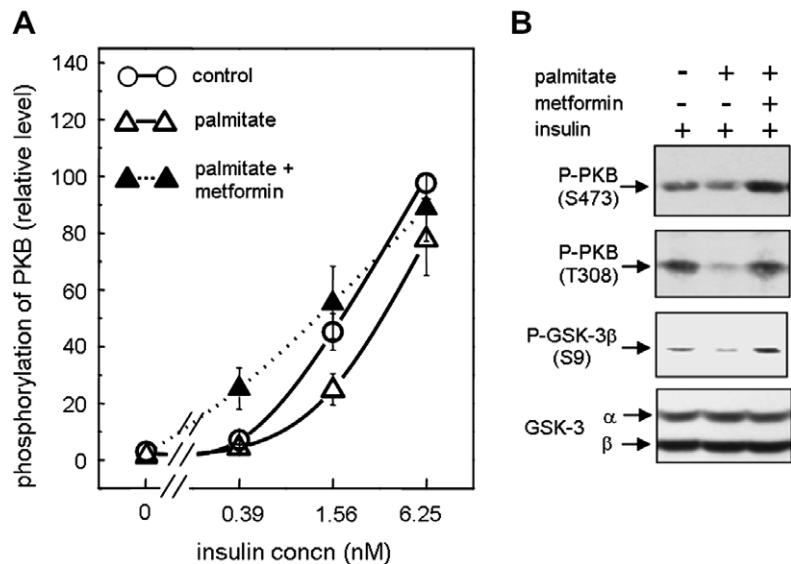 A
phosphorylation of PKB (relative level)
140
120
100
80
60
40
20
0
control
palmitate
palmitate +
metformin
0
0.39
1.56
6.25
insulin concn (nM)
B
palmitate - + +
metformin - - +
insulin + + +
P-PKB
(S473)
P-PKB
(T308)
P-GSK-3β
(S9)
GSK-3
α
β